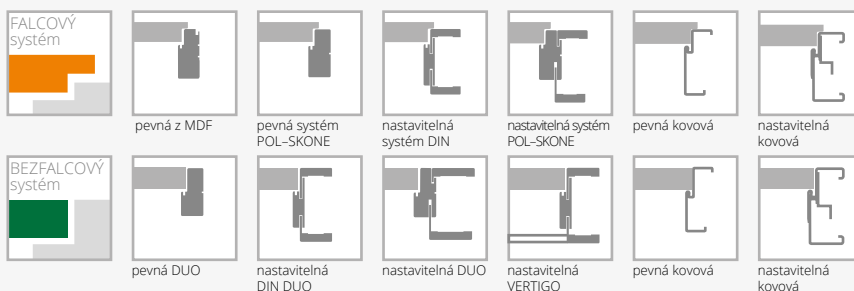 FALCOVÝ
systém
pevná z MDF
pevná systém
POL–SKONE
nastavitelná
systém DIN
nastavitelná systém
POL–SKONE
pevná kovová
nastavitelná
kovová
BEZFALCOVÝ
systém
pevná DUO
nastavitelná
DIN DUO
nastavitelná DUO
nastavitelná
VERTIGO
pevná kovová
nastavitelná
kovová